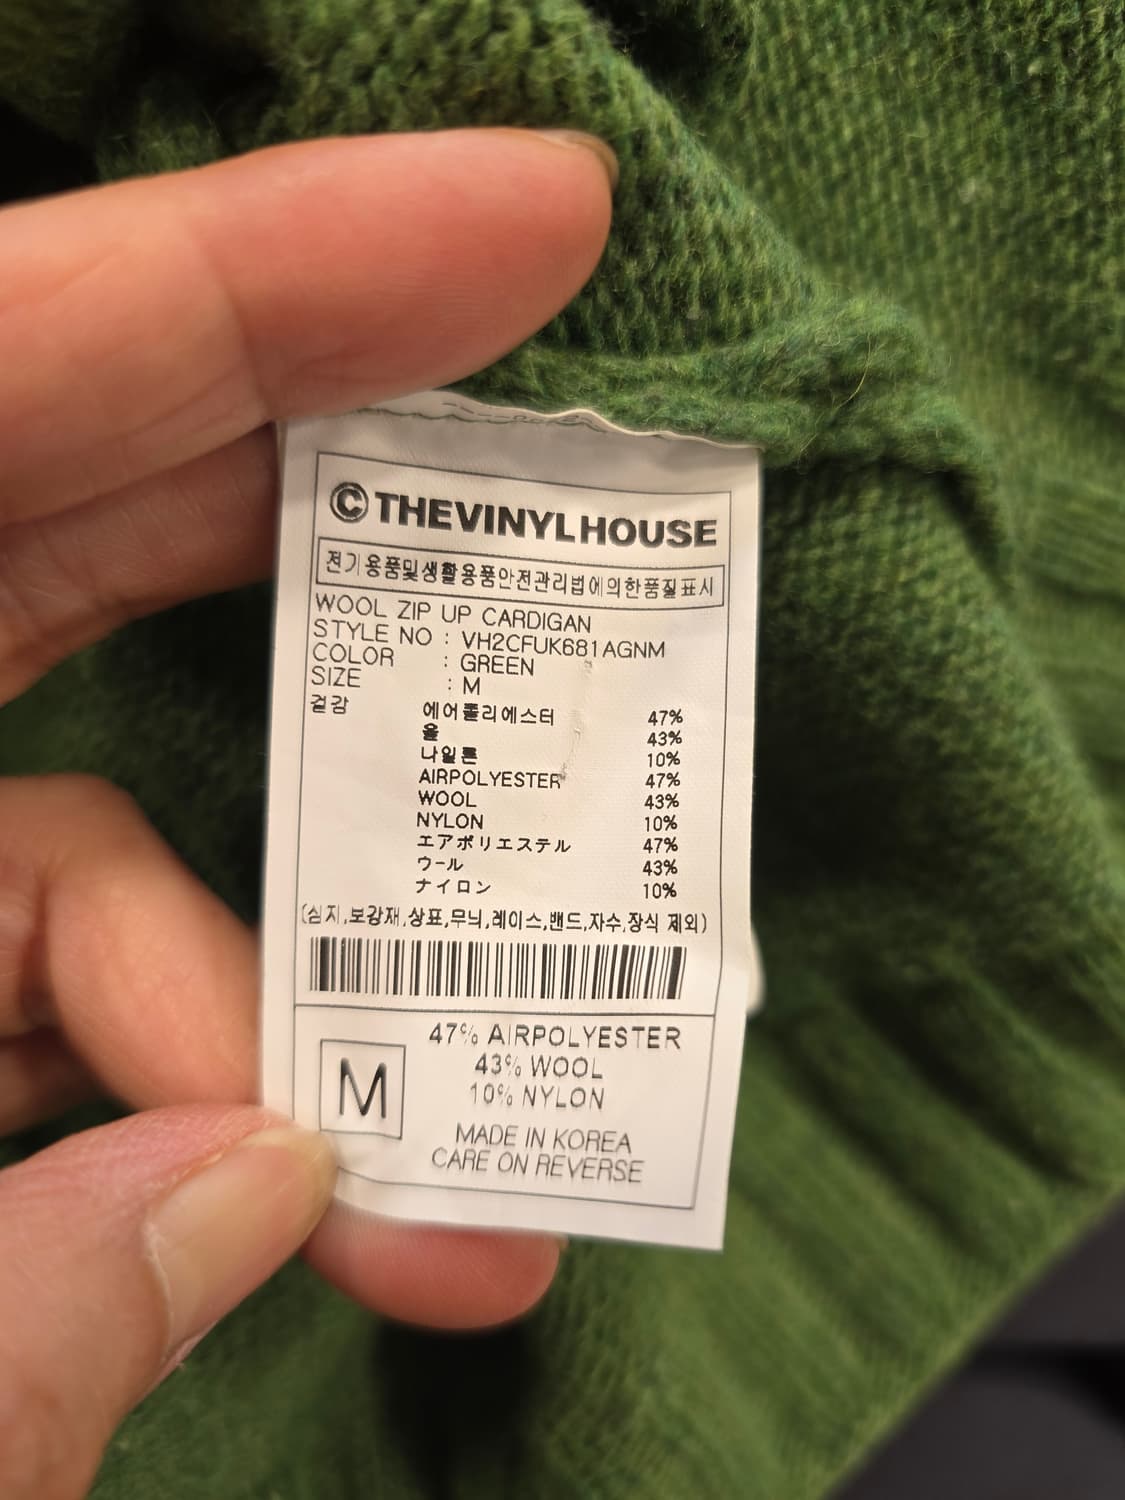 ©THEVINYLHOUSE
전기용품및생활용품안전관리법에의한품질표시
WOOL ZIP UP CARDIGAN
STYLE NO : VH2CFUK681AGNM
COLOR : GREEN
SIZE : M
겉감 에어폴리에스터 47%
울 43%
나일론 10%
AIRPOLYESTER 47%
WOOL 43%
NYLON 10%
エアポリエステル 47%
ウール 43%
ナイロン 10%
(심지,보강재,상표,무늬,레이스,밴드,자수,장식 제외)
M
47% AIRPOLYESTER
43% WOOL
10% NYLON
MADE IN KOREA
CARE ON REVERSE